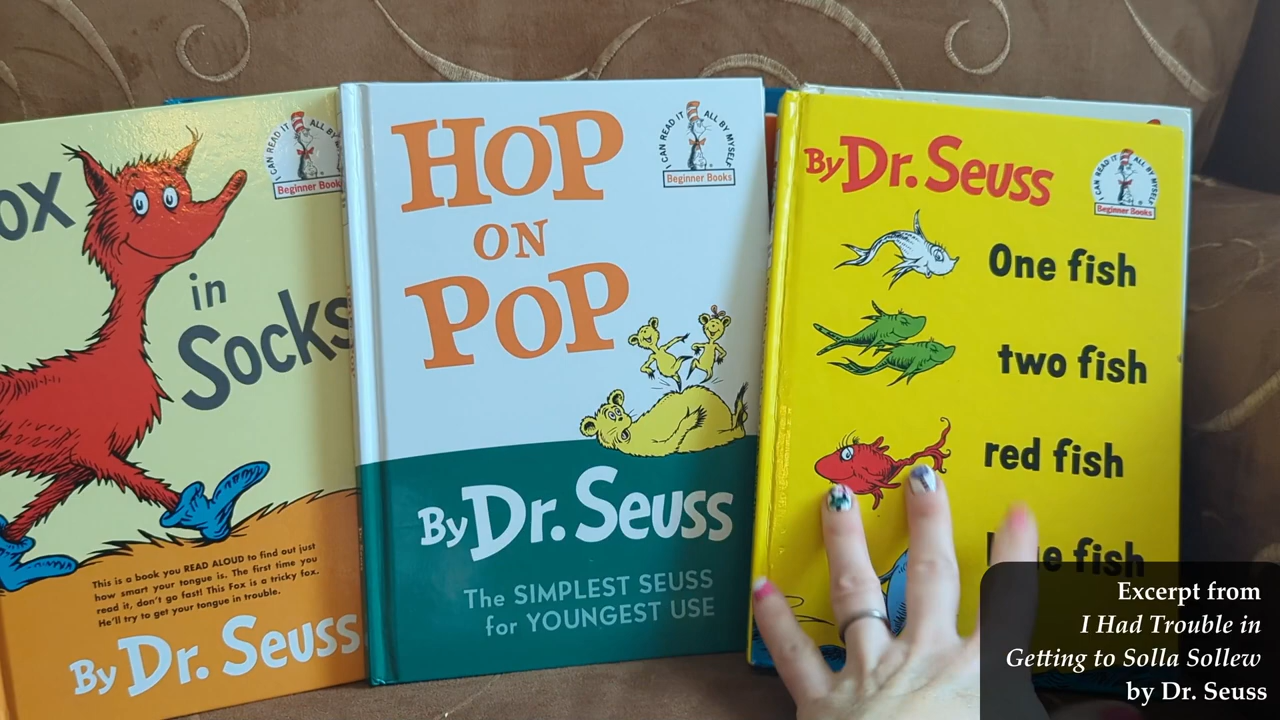 ox
in
Socks
I CAN READ IT ALL BY MYSELF
Beginner Book
This is a book you READ ALOUD to find out just
how smart your tongue is. The first time you
read it, don't go fast! This Fox is a tricky fox.
He'll try to get your tongue in trouble.
By Dr. Seuss
HOP
ON
POP
I CAN READ IT ALL BY MYSELF
Beginner Books
By Dr. Seuss
The SIMPLEST SEUSS
for YOUNGEST USE
By Dr. Seuss
I CAN READ IT ALL BY MYSELF
Beginner Books
One fish
two fish
red fish
fish
Excerpt from
I Had Trouble in
Getting to Solla Sollew
by Dr. Seuss